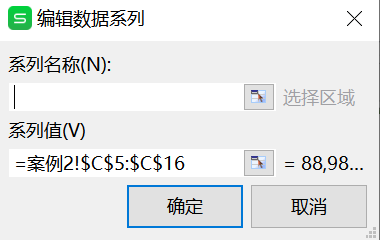 编辑数据系列
系列名称(N):
选择区域
系列值(V)
=案例2!$C$5:$C$16 = 88,98...
确定 取消